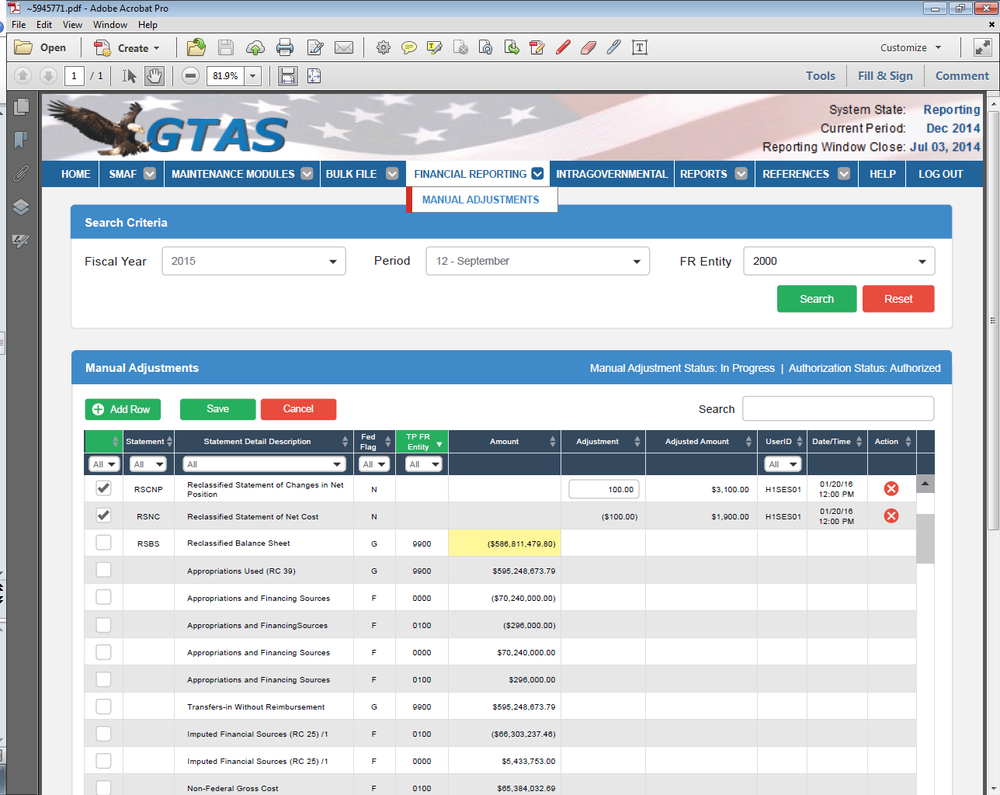 ~5945771.pdf - Adobe Acrobat Pro
File Edit View Window Help
Open Create Customize
1 / 1 81.9% Tools Fill & Sign Comment
GTAS
System State: Reporting
Current Period: Dec 2014
Reporting Window Close: Jul 03, 2014
HOME SMAF MAINTENANCE MODULES BULK FILE FINANCIAL REPORTING INTRAGOVERNMENTAL REPORTS REFERENCES HELP LOG OUT
MANUAL ADJUSTMENTS
Search Criteria
Fiscal Year 2015 Period 12 - September FR Entity 2000
Search Reset
Manual Adjustments Manual Adjustment Status: In Progress | Authorization Status: Authorized
Add Row Save Cancel Search
Statement Statement Detail Description Fed Flag TP FR Entity Amount Adjustment Adjusted Amount UserID Date/Time Action
All All All All All All
RSCNP Reclassified Statement of Changes in Net Position N 100.00 $3,100.00 H1SES01 01/20/16 12:00 PM
RSNC Reclassified Statement of Net Cost N ($100.00) $1,900.00 H1SES01 01/20/16 12:00 PM
RSBS Reclassified Balance Sheet G 9900 ($586,811,479.80)
Appropriations Used (RC 39) G 9900 $595,248,673.79
Appropriations and Financing Sources F 0000 ($70,240,000.00)
Appropriations and FinancingSources F 0100 ($296,000.00)
Appropriations and Financing Sources F 0000 $70,240,000.00
Appropriations and Financing Sources F 0100 $296,000.00
Transfers-in Without Reimbursement G 9900 $595,248,673.79
Imputed Financial Sources (RC 25) /1 F 0100 ($66,303,237.46)
Imputed Financial Sources (RC 25) /1 F 0000 $5,433,753.00
Non-Federal Gross Cost F 0100 $65,384,032.69